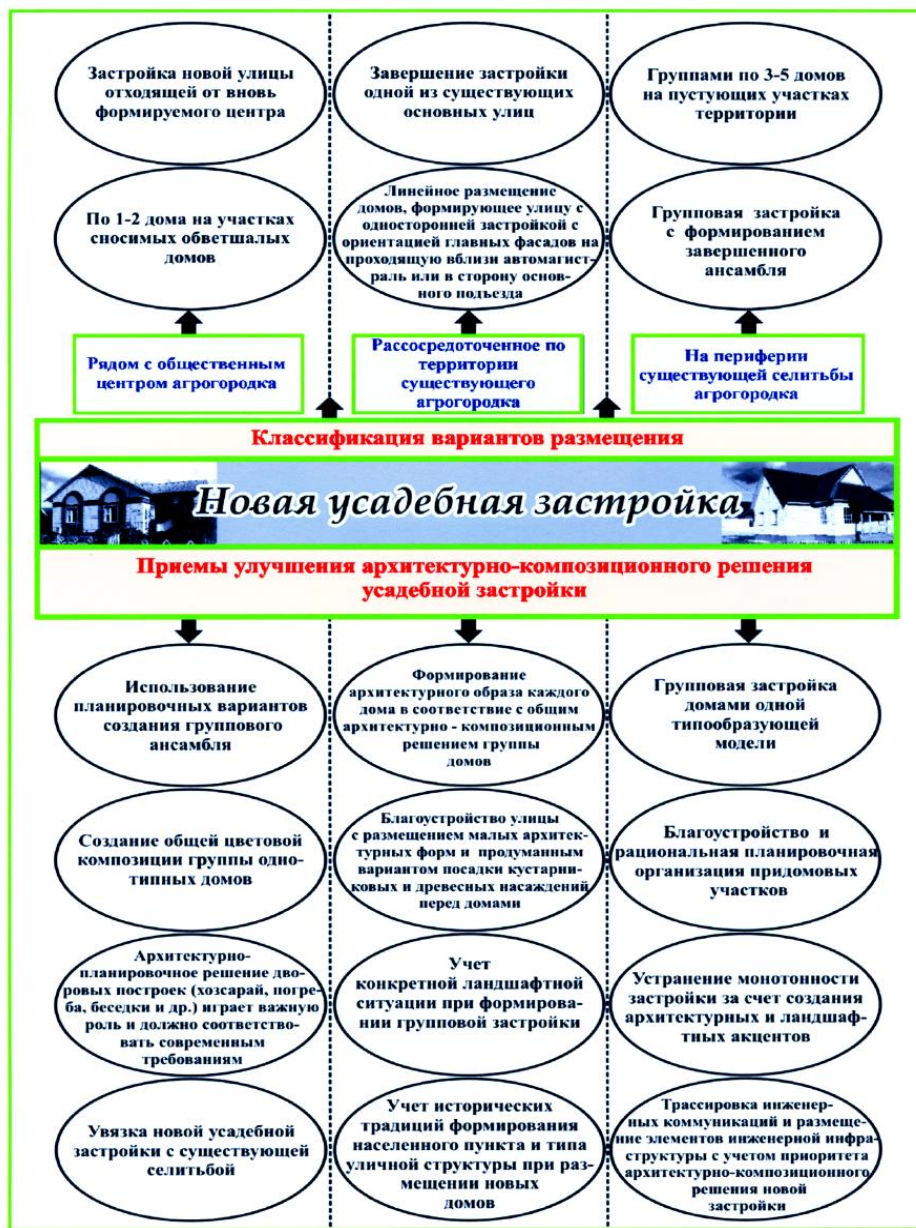 Застройка новой улицы
отходящей от вновь
формируемого центра
Завершение застройки
одной из существующих
основных улиц
Группами по 3-5 домов
на пустующих участках
территории
По 1-2 дома на участках
сносимых обветшалых
домов
Линейное размещение
домов, формирующее улицу с
односторонней застройкой с
ориентацией главных фасадов на
проходящую вблизи автомагист-
раль или в сторону основ-
ного подъезда
Групповая застройка
с формированием
завершенного
ансамбля
Рядом с общественным
центром агрогородка
Рассосредоточенное по
территории
существующего
агрогородка
На периферии
существующей селитьбы
агрогородка
Классификация вариантов размещения
Новая усадебная застройка
Приемы улучшения архитектурно-композиционного решения
усадебной застройки
Использование
планировочных вариантов
создания группового
ансамбля
Формирование
архитектурного образа каждого
дома в соответствие с общим
архитектурно - композиционным
решением группы
домов
Групповая застройка
домами одной
типообразующей
модели
Создание общей цветовой
композиции группы одно-
типных домов
Благоустройство улицы
с размещением малых архитек-
турных форм и продуманным
вариантом посадки кустарни-
ковых и древесных насаждений
перед домами
Благоустройство и
рациональная планировочная
организация придомовых
участков
Архитектурно-
планировочное решение дво-
ровых построек (хозсарай, погре-
ба, беседки и др.) играет важную
роль и должно соответство-
вать современным
требованиям
Учет
конкретной ландшафтной
ситуации при формирова-
нии групповой застройки
Устранение монотонности
застройки за счет создания
архитектурных и ландшаф-
тных акцентов
Увязка новой усадебной
застройки с существующей
селитьбой
Учет исторических
традиций формирования
населенного пункта и типа
уличной структуры при раз-
мещении новых
домов
Трассировка инженер-
ных коммуникаций и размеще-
ние элементов инженерной инфра-
структуры с учетом приоритета
архитектурно-композиционного
решения новой
застройки